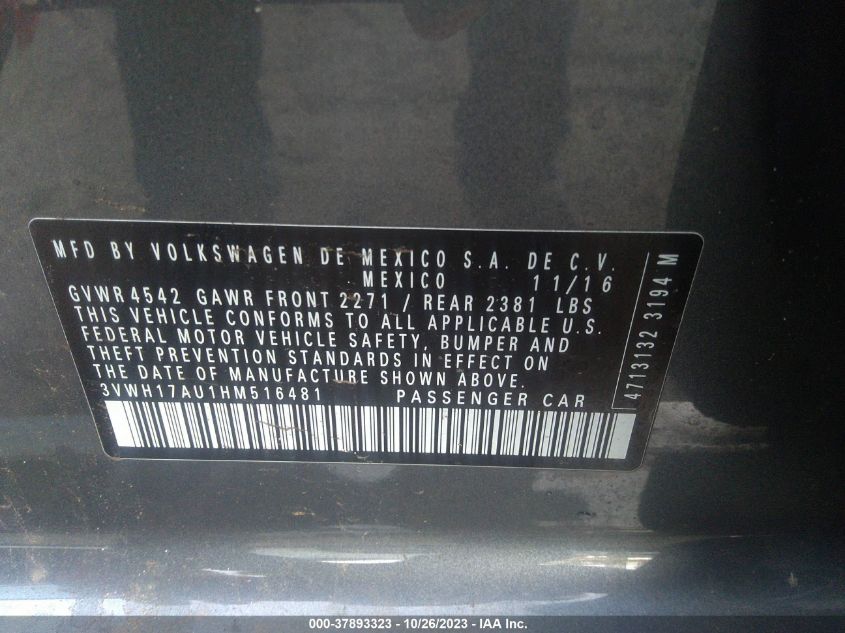 MFD BY VOLKSWAGEN DE MEXICO S.A. DE C.V.
MEXICO 11/16
GVWR 4542 GAWR FRONT 2271 / REAR 2381 LBS
THIS VEHICLE CONFORMS TO ALL APPLICABLE U.S.
FEDERAL MOTOR VEHICLE SAFETY, BUMPER AND
THEFT PREVENTION STANDARDS IN EFFECT ON
THE DATE OF MANUFACTURE SHOWN ABOVE.
3VWH17AU1HM516481 PASSENGER CAR
4713132 3194 M
000-37893323 - 10/26/2023 - IAA Inc.